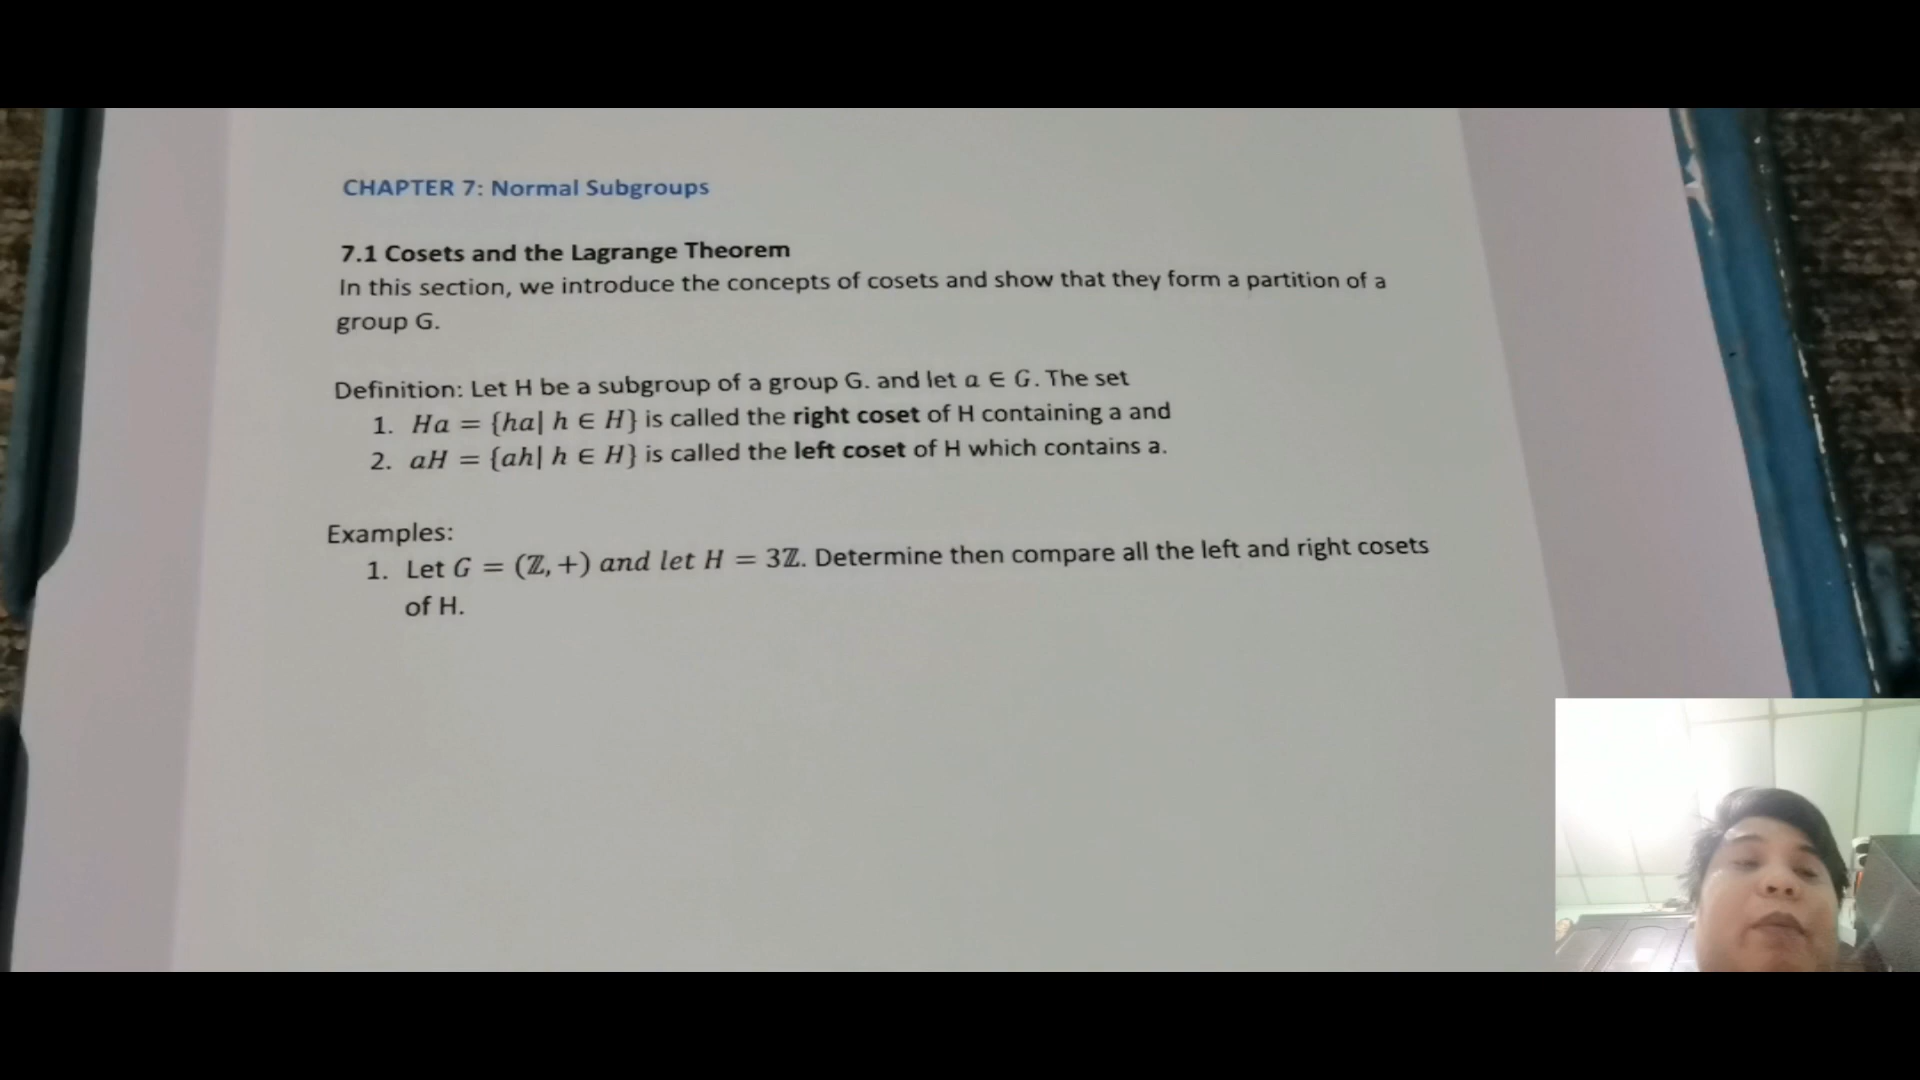 CHAPTER 7: Normal Subgroups
7.1 Cosets and the Lagrange Theorem
In this section, we introduce the concepts of cosets and show that they form a partition of a
group G.
Definition: Let H be a subgroup of a group G. and let a ∈ G. The set
1. Ha = {ha| h ∈ H} is called the right coset of H containing a and
2. aH = {ah| h ∈ H} is called the left coset of H which contains a.
Examples:
1. Let G = (ℤ, +) and let H = 3ℤ. Determine then compare all the left and right cosets
of H.